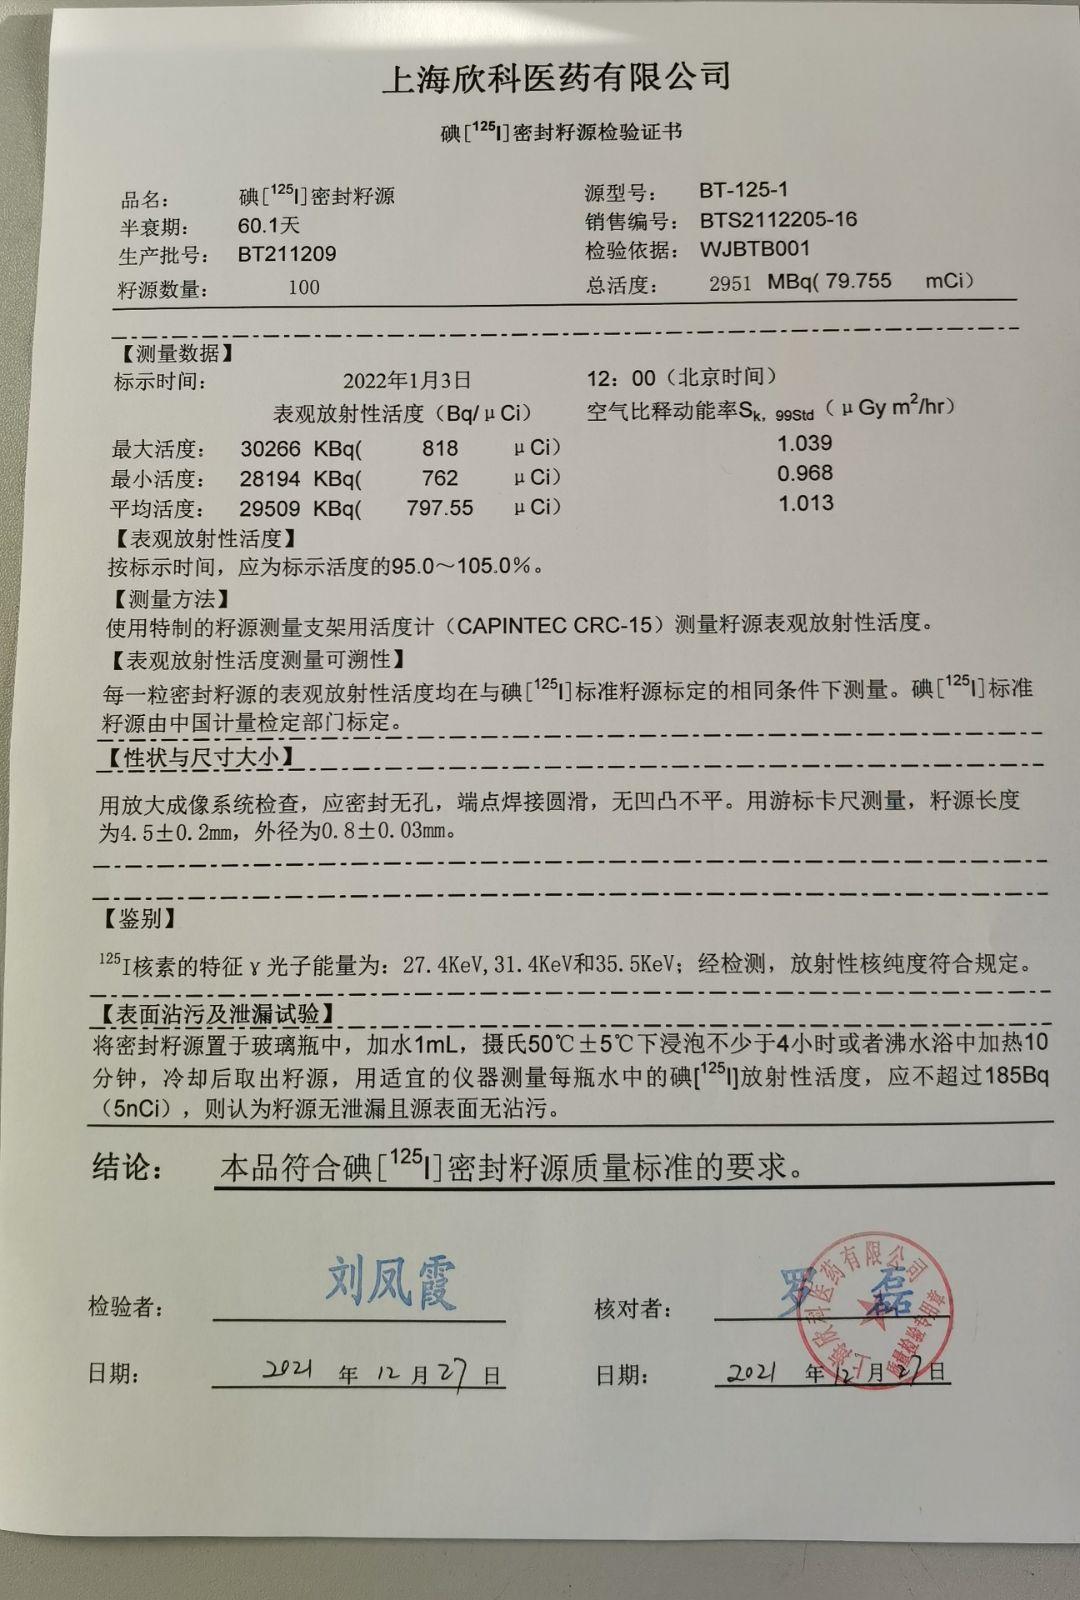 上海欣科医药有限公司
碘[¹²⁵I]密封籽源检验证书
品名： 碘[¹²⁵I]密封籽源 源型号： BT-125-1
半衰期： 60.1天 销售编号： BTS2112205-16
生产批号： BT211209 检验依据： WJBTB001
籽源数量： 100 总活度： 2951 MBq( 79.755 mCi）
【测量数据】
标示时间： 2022年1月3日 12：00（北京时间）
表观放射性活度（Bq/μCi） 空气比释动能率Sk, 99Std（μGy m²/hr）
最大活度： 30266 KBq( 818 μCi） 1.039
最小活度： 28194 KBq( 762 μCi） 0.968
平均活度： 29509 KBq( 797.55 μCi） 1.013
【表观放射性活度】
按标示时间，应为标示活度的95.0～105.0%。
【测量方法】
使用特制的籽源测量支架用活度计（CAPINTEC CRC-15）测量籽源表观放射性活度。
【表观放射性活度测量可溯性】
每一粒密封籽源的表观放射性活度均在与碘[¹²⁵I]标准籽源标定的相同条件下测量。碘[¹²⁵I]标准
籽源由中国计量检定部门标定。
【性状与尺寸大小】
用放大成像系统检查，应密封无孔，端点焊接圆滑，无凹凸不平。用游标卡尺测量，籽源长度
为4.5±0.2mm，外径为0.8±0.03mm。
【鉴别】
¹²⁵I核素的特征γ光子能量为：27.4KeV,31.4KeV和35.5KeV；经检测，放射性核纯度符合规定。
【表面沾污及泄漏试验】
将密封籽源置于玻璃瓶中，加水1mL，摄氏50℃±5℃下浸泡不少于4小时或者沸水浴中加热10
分钟，冷却后取出籽源，用适宜的仪器测量每瓶水中的碘[¹²⁵I]放射性活度，应不超过185Bq
（5nCi），则认为籽源无泄漏且源表面无沾污。
结论： 本品符合碘[¹²⁵I]密封籽源质量标准的要求。
检验者： 刘凤霞 核对者： 罗磊
日期： 2021 年 12 月 27 日 日期： 2021 年 12 月 27 日
上海欣科医药有限公司
质量检验专用章